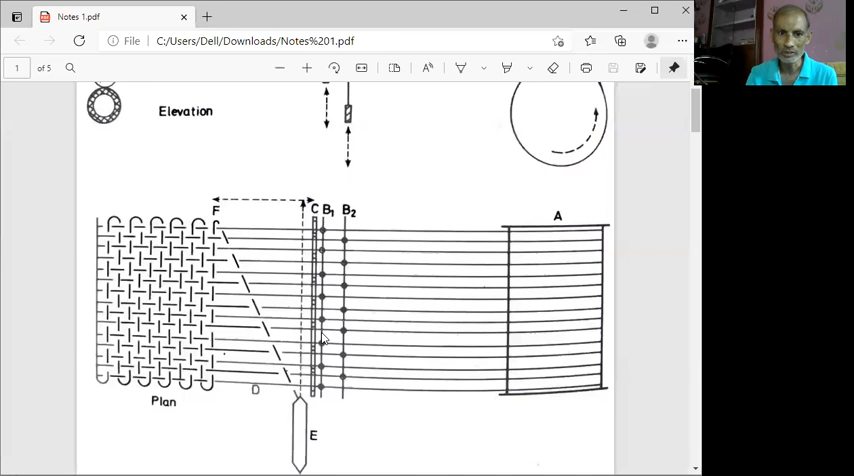 Notes 1.pdf
File
C:/Users/Dell/Downloads/Notes%201.pdf
1
of 5
Elevation
F
C B1 B2
A
D
Plan
E